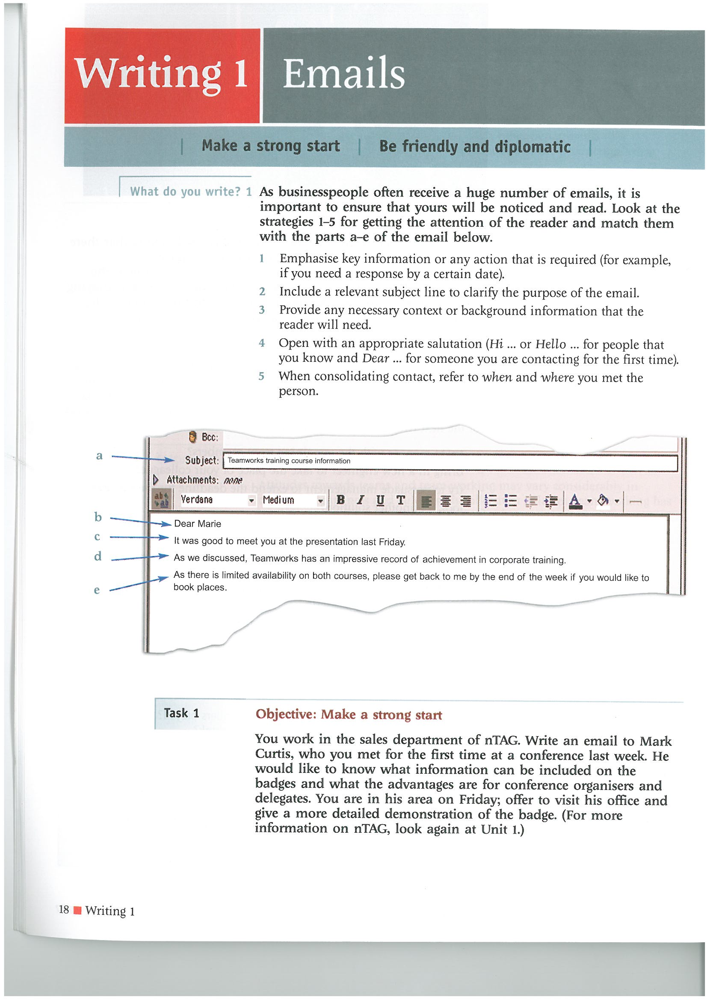 Writing 1 Emails
Make a strong start | Be friendly and diplomatic
What do you write? 1 As businesspeople often receive a huge number of emails, it is
important to ensure that yours will be noticed and read. Look at the
strategies 1–5 for getting the attention of the reader and match them
with the parts a–e of the email below.
1 Emphasise key information or any action that is required (for example,
if you need a response by a certain date).
2 Include a relevant subject line to clarify the purpose of the email.
3 Provide any necessary context or background information that the
reader will need.
4 Open with an appropriate salutation (Hi ... or Hello ... for people that
you know and Dear ... for someone you are contacting for the first time).
5 When consolidating contact, refer to when and where you met the
person.
Bcc:
a Subject: Teamworks training course information
Attachments: none
Verdana Medium B I U T A
b Dear Marie
c It was good to meet you at the presentation last Friday.
d As we discussed, Teamworks has an impressive record of achievement in corporate training.
e As there is limited availability on both courses, please get back to me by the end of the week if you would like to
book places.
Task 1 Objective: Make a strong start
You work in the sales department of nTAG. Write an email to Mark
Curtis, who you met for the first time at a conference last week. He
would like to know what information can be included on the
badges and what the advantages are for conference organisers and
delegates. You are in his area on Friday; offer to visit his office and
give a more detailed demonstration of the badge. (For more
information on nTAG, look again at Unit 1.)
18 Writing 1